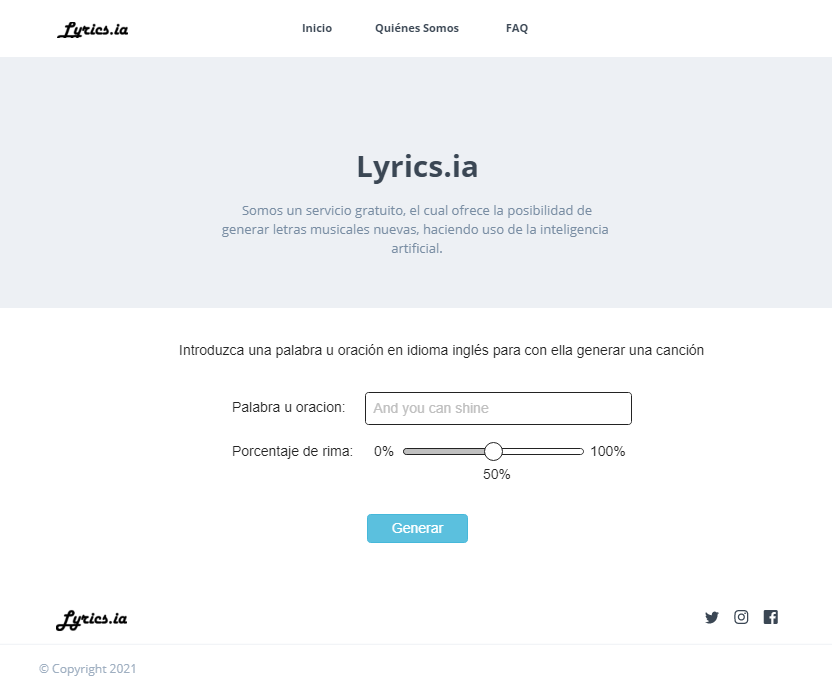 Lyrics.ia Inicio Quiénes Somos FAQ
Lyrics.ia
Somos un servicio gratuito, el cual ofrece la posibilidad de
generar letras musicales nuevas, haciendo uso de la inteligencia
artificial.
Introduzca una palabra u oración en idioma inglés para con ella generar una canción
Palabra u oracion: And you can shine
Porcentaje de rima: 0% 100%
50%
Generar
Lyrics.ia
© Copyright 2021